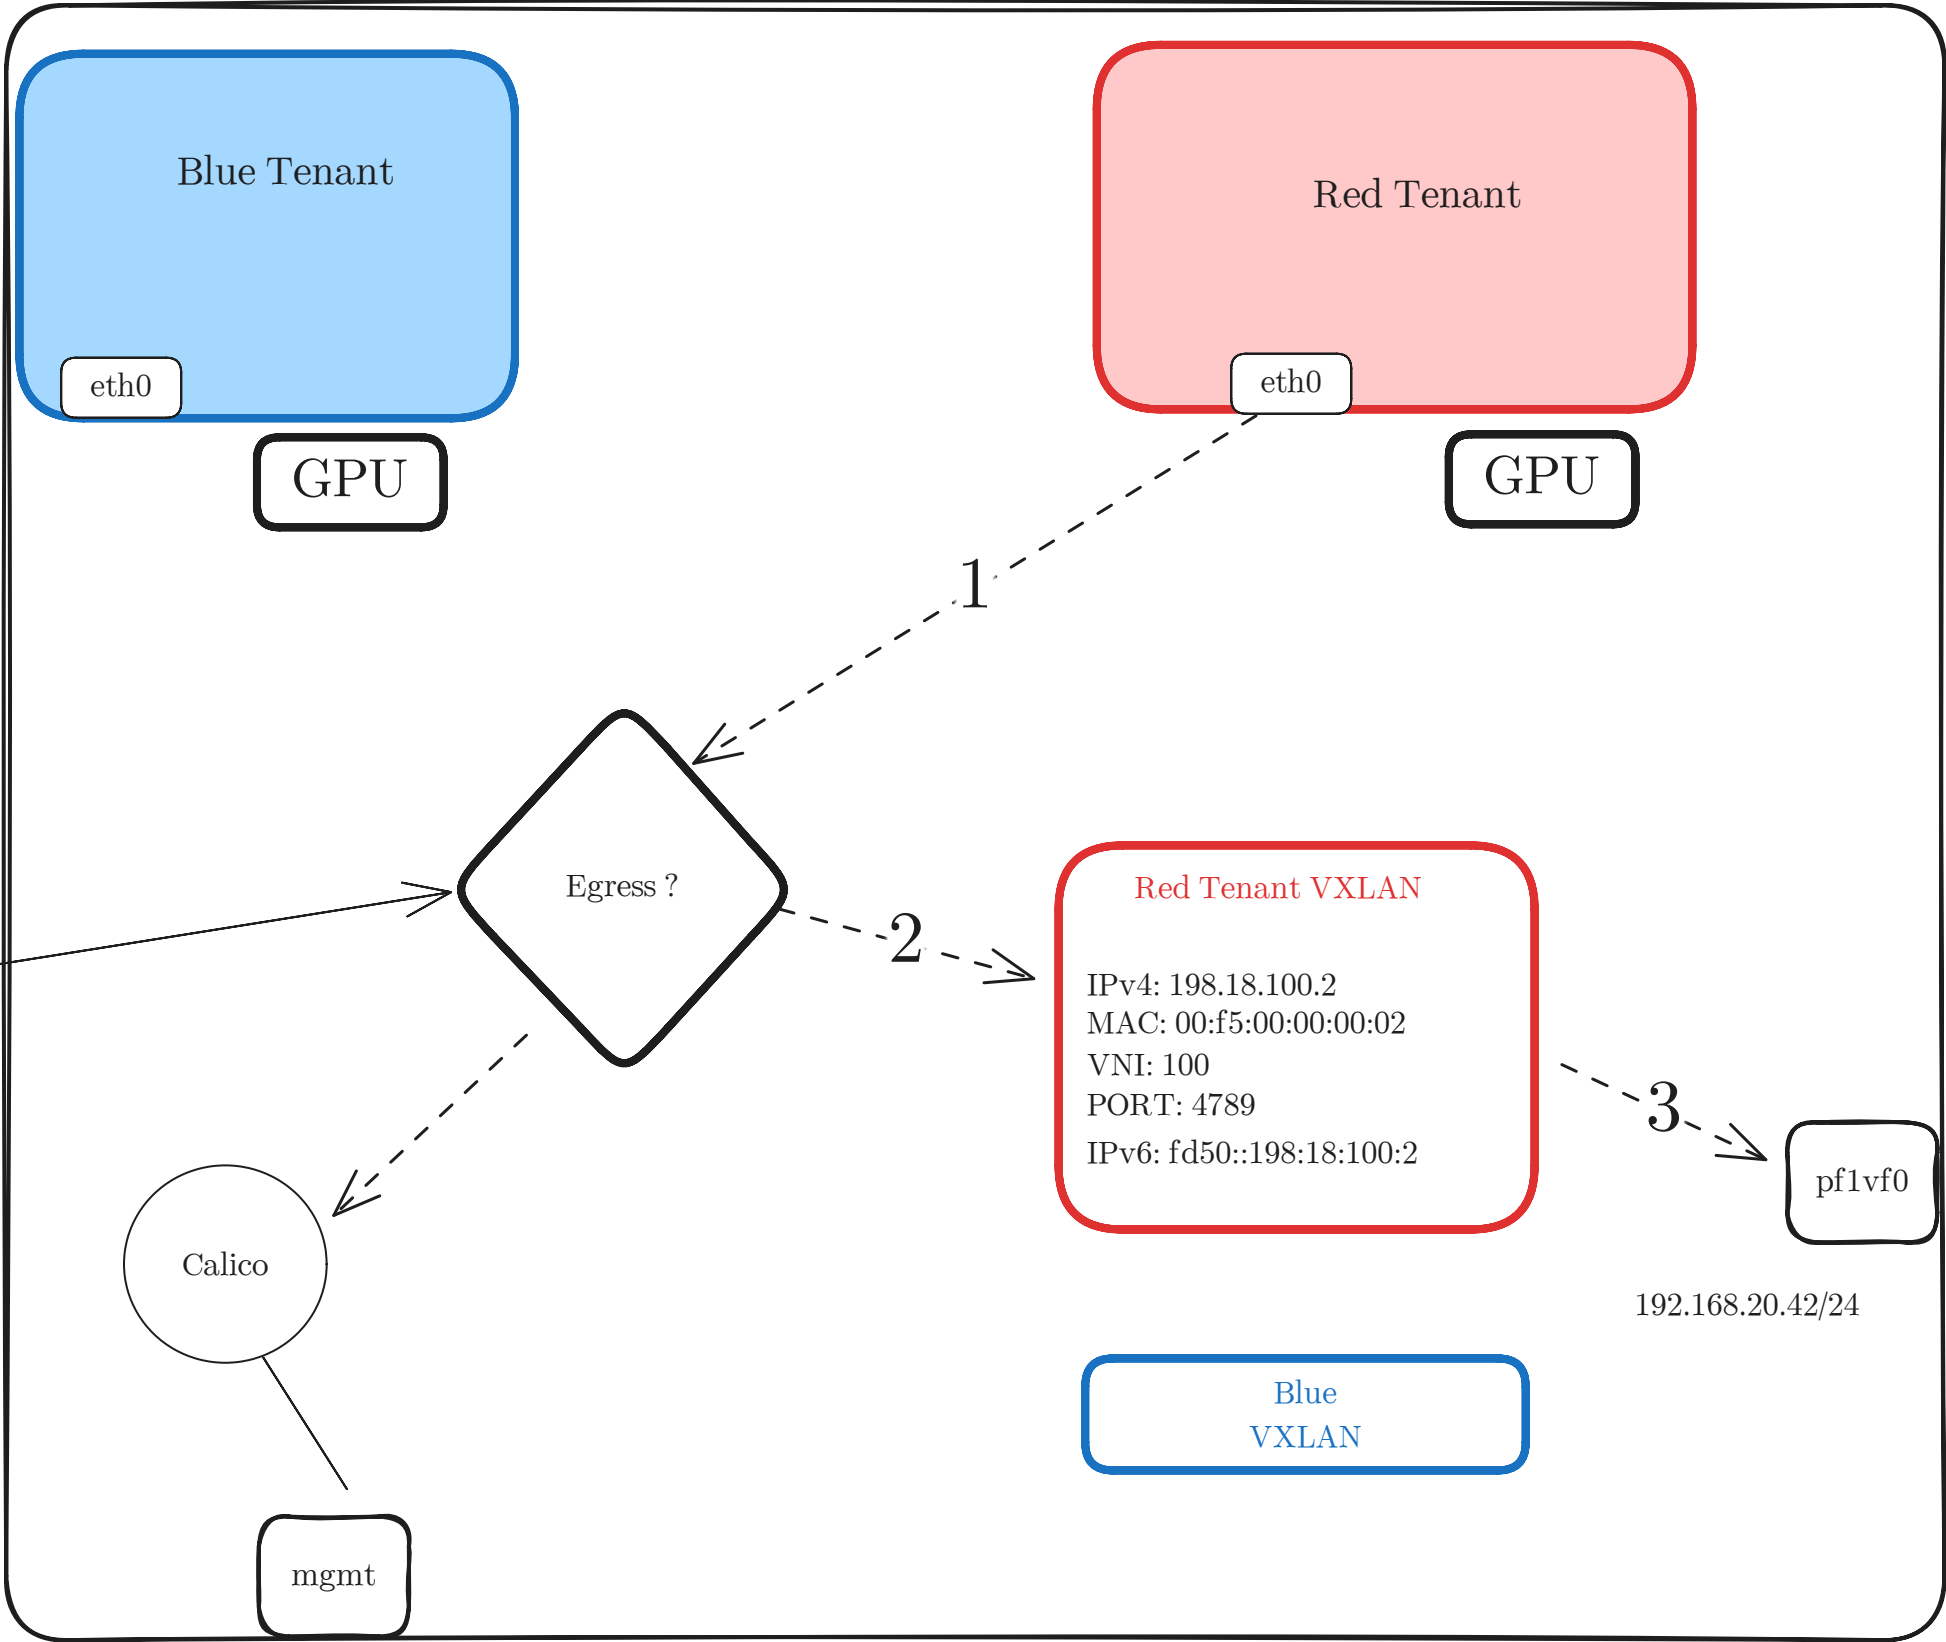 Blue Tenant
Red Tenant
eth0
eth0
GPU
GPU
1
Egress ?
2
Red Tenant VXLAN
IPv4: 198.18.100.2
MAC: 00:f5:00:00:00:02
VNI: 100
PORT: 4789
IPv6: fd50::198:18:100:2
3
pf1vf0
192.168.20.42/24
Calico
Blue
VXLAN
mgmt